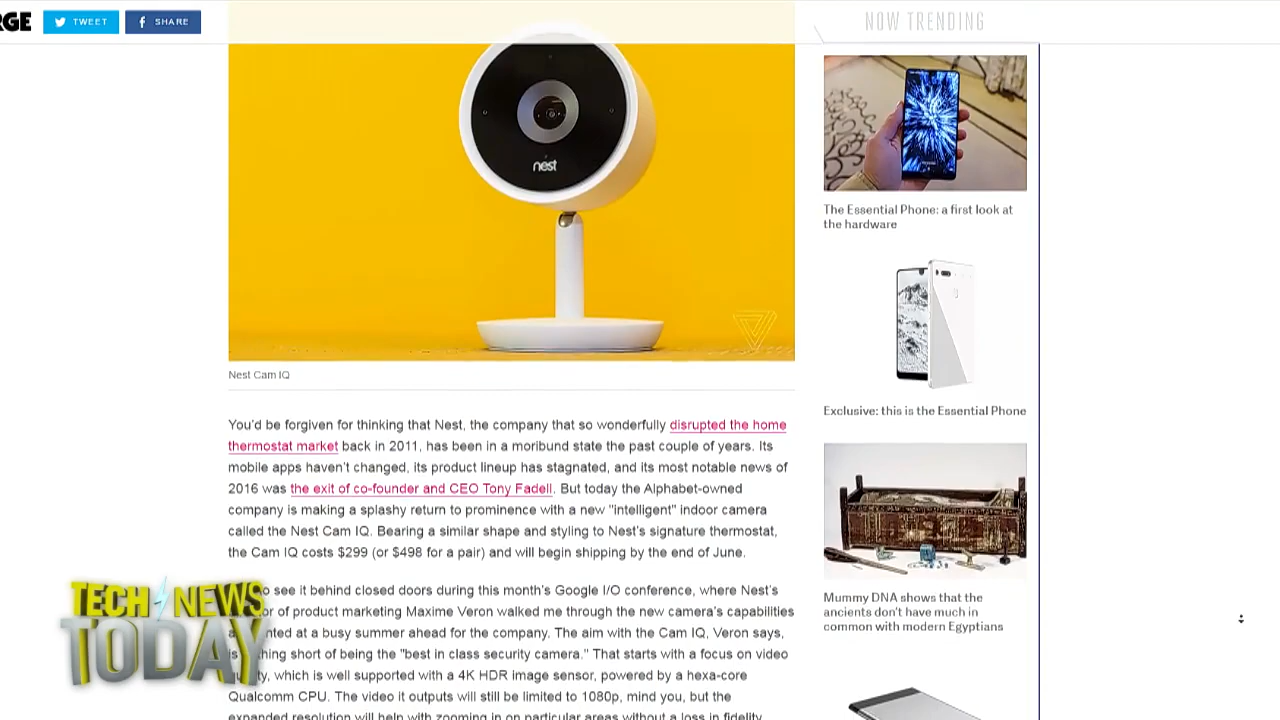 RGE
TWEET
SHARE
NOW TRENDING
nest
Nest Cam IQ
You'd be forgiven for thinking that Nest, the company that so wonderfully disrupted the home
thermostat market back in 2011, has been in a moribund state the past couple of years. Its
mobile apps haven't changed, its product lineup has stagnated, and its most notable news of
2016 was the exit of co-founder and CEO Tony Fadell. But today the Alphabet-owned
company is making a splashy return to prominence with a new "intelligent" indoor camera
called the Nest Cam IQ. Bearing a similar shape and styling to Nest's signature thermostat,
the Cam IQ costs $299 (or $498 for a pair) and will begin shipping by the end of June.
o see it behind closed doors during this month's Google I/O conference, where Nest's
or of product marketing Maxime Veron walked me through the new camera's capabilities
nted at a busy summer ahead for the company. The aim with the Cam IQ, Veron says,
hing short of being the "best in class security camera." That starts with a focus on video
ty, which is well supported with a 4K HDR image sensor, powered by a hexa-core
Qualcomm CPU. The video it outputs will still be limited to 1080p, mind you, but the
expanded resolution will help with zooming in on particular areas without a loss in fidelity.
The Essential Phone: a first look at
the hardware
Exclusive: this is the Essential Phone
Mummy DNA shows that the
ancients don't have much in
common with modern Egyptians
TECH NEWS
TODAY